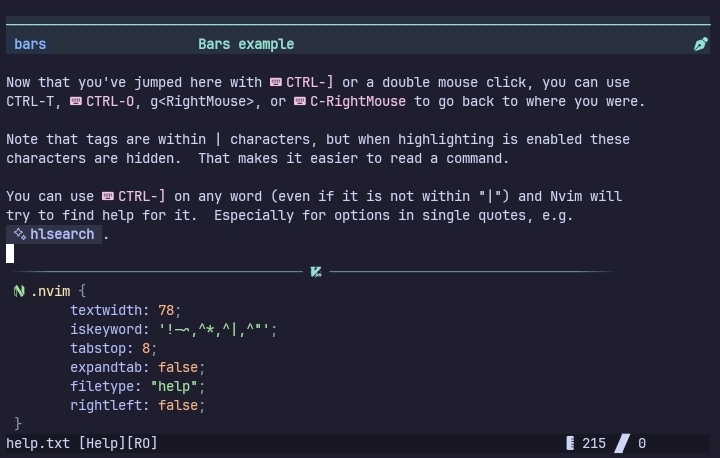 bars Bars example
Now that you've jumped here with CTRL-] or a double mouse click, you can use
CTRL-T, CTRL-O, g<RightMouse>, or C-RightMouse to go back to where you were.
Note that tags are within | characters, but when highlighting is enabled these
characters are hidden.  That makes it easier to read a command.
You can use CTRL-] on any word (even if it is not within "|") and Nvim will
try to find help for it.  Especially for options in single quotes, e.g.
hlsearch .
.nvim {
textwidth: 78;
iskeyword: '!-~,^*,^|,^"';
tabstop: 8;
expandtab: false;
filetype: "help";
rightleft: false;
}
help.txt [Help][RO] 215 0